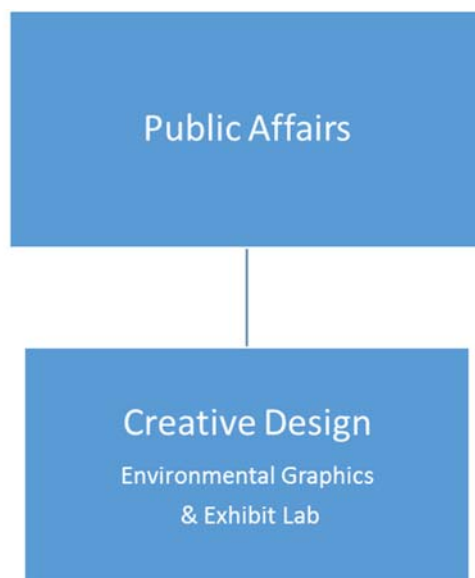 Public Affairs
Creative Design
Environmental Graphics
& Exhibit Lab